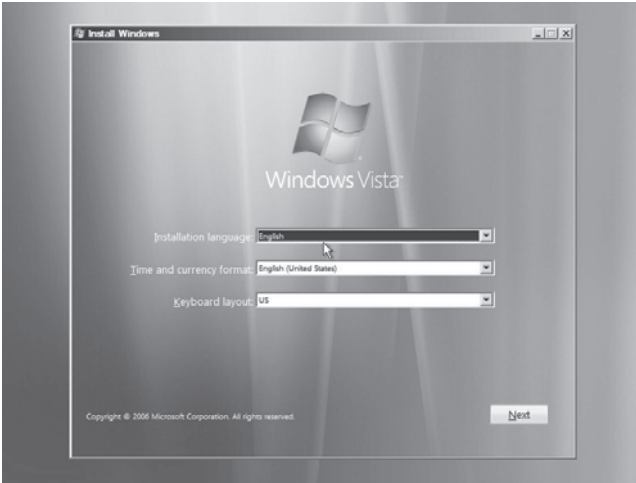 Install Windows
Windows Vista™
Installation language: English
Time and currency format: English (United States)
Keyboard layout: US
Copyright © 2006 Microsoft Corporation. All rights reserved.
Next